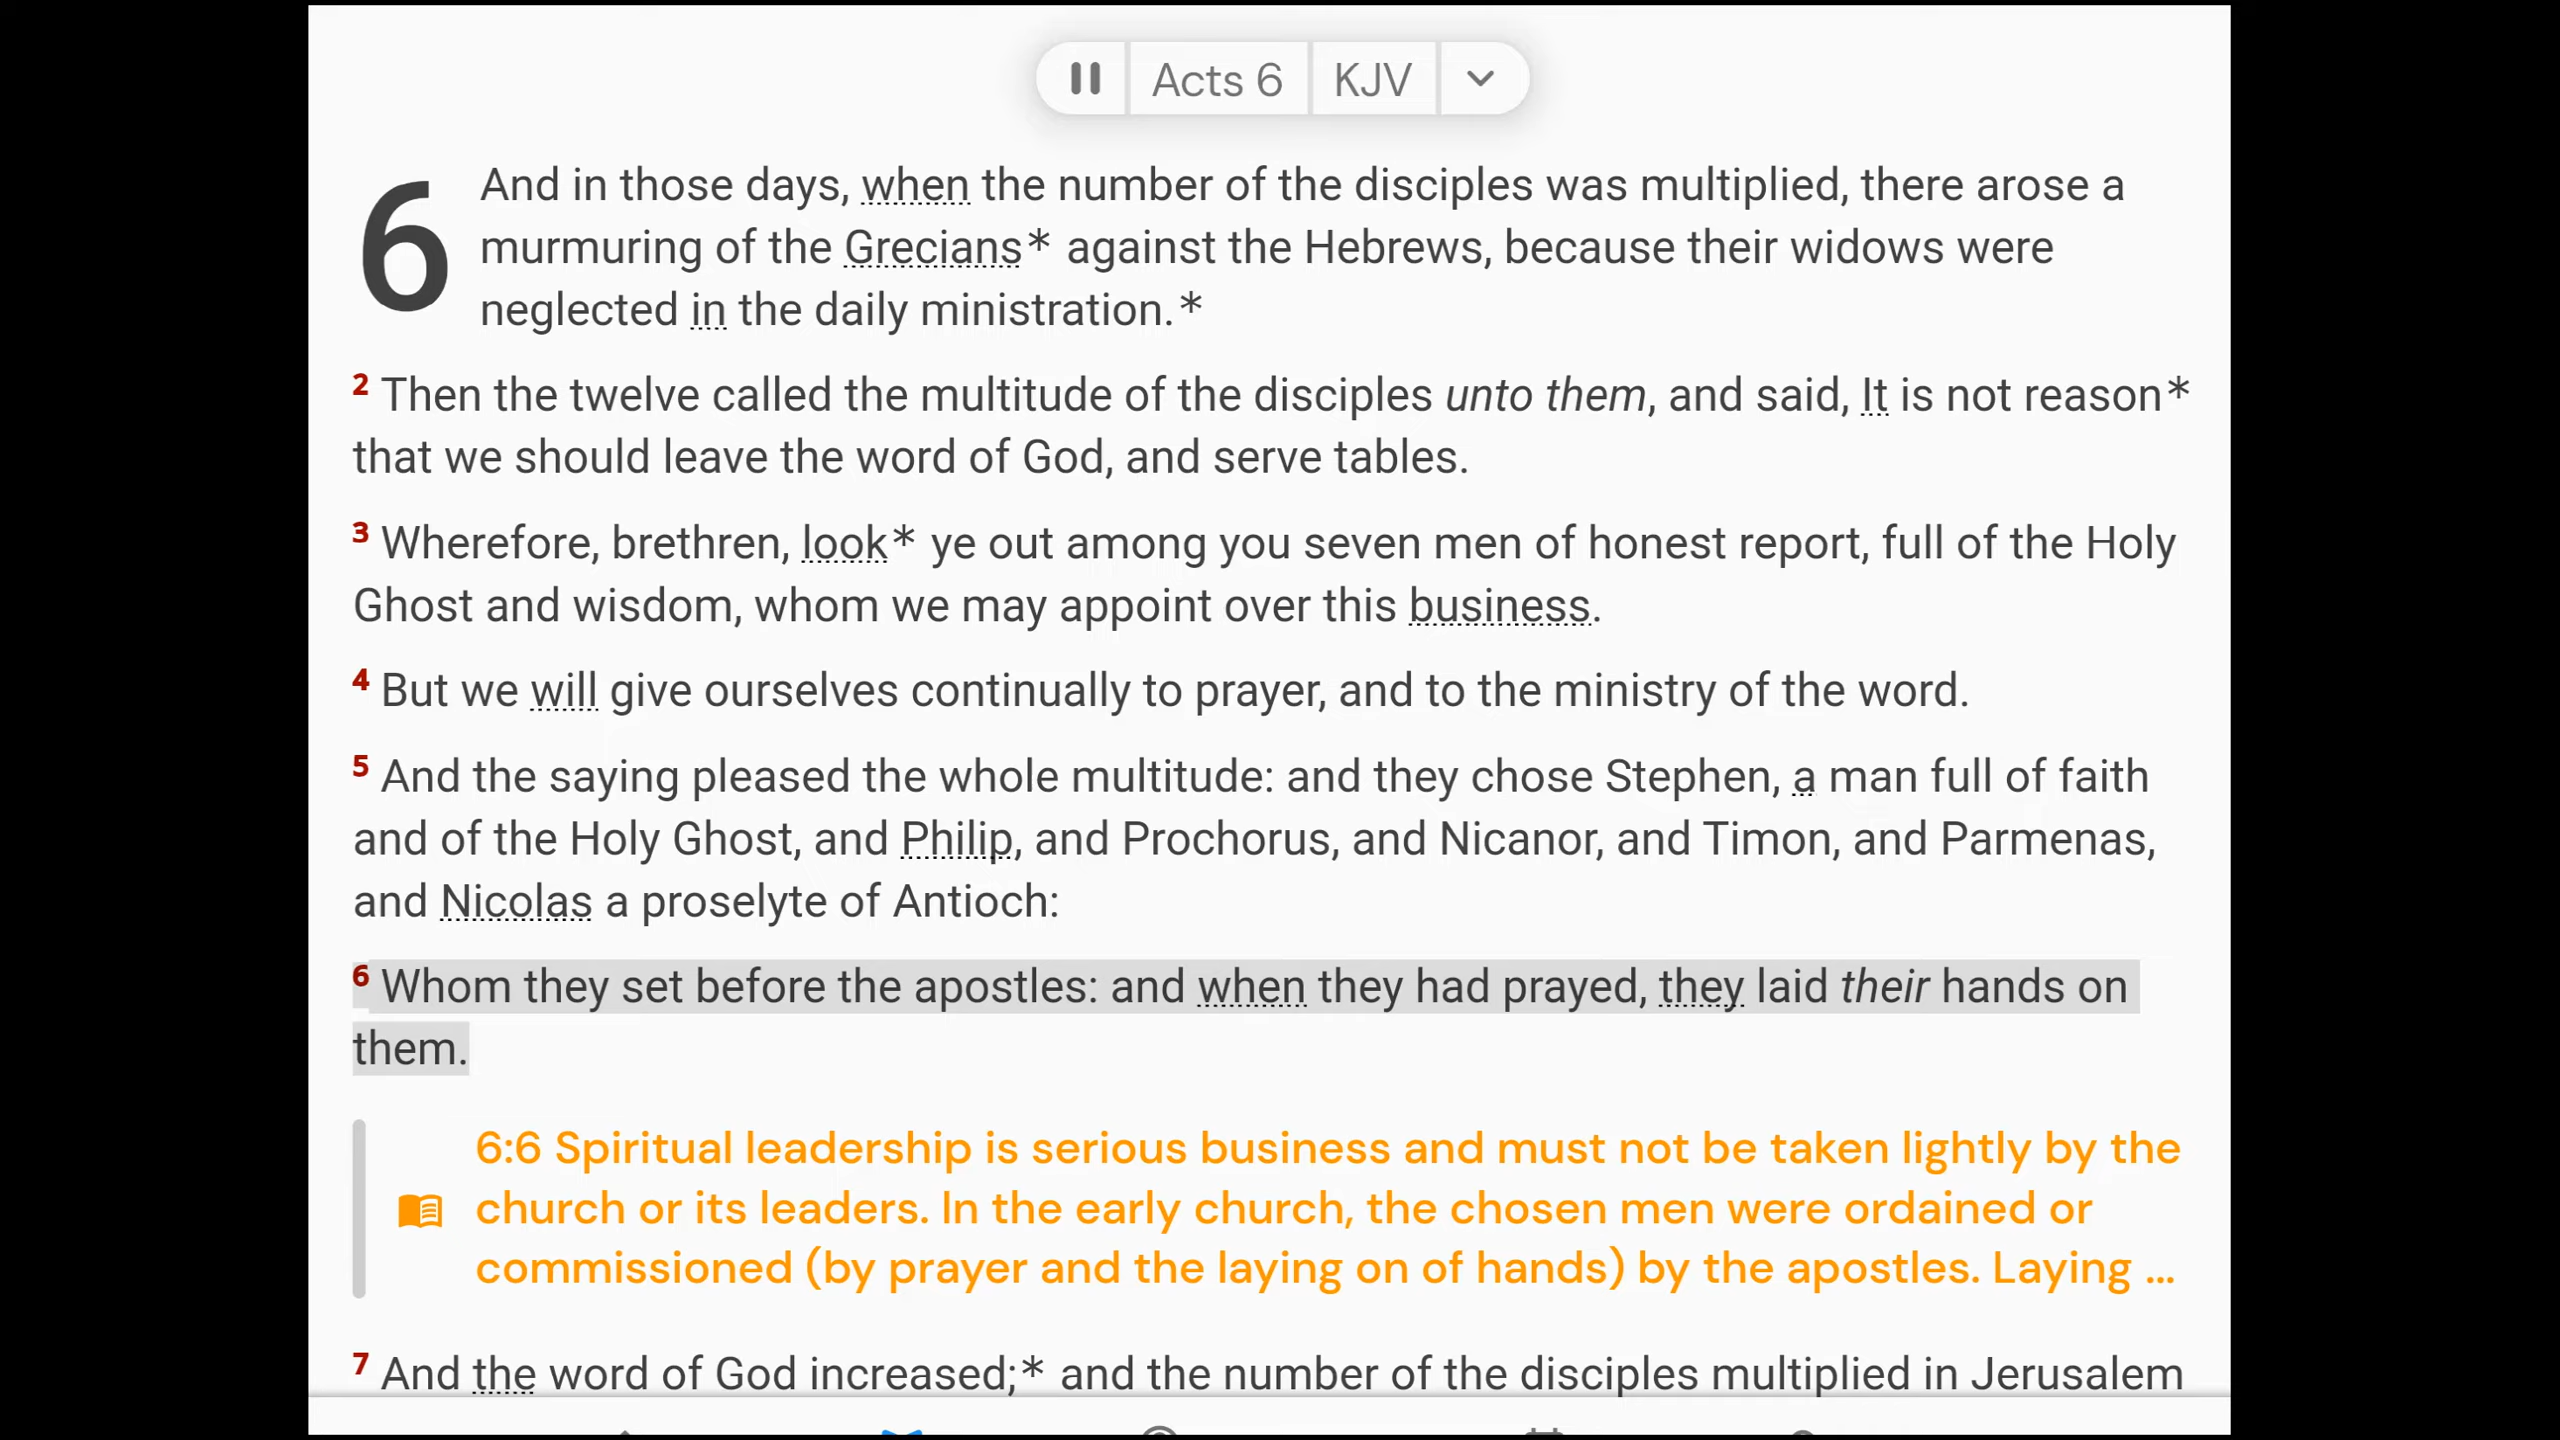 Acts 6 KJV
6 And in those days, when the number of the disciples was multiplied, there arose a
murmuring of the Grecians* against the Hebrews, because their widows were
neglected in the daily ministration.*
2 Then the twelve called the multitude of the disciples unto them, and said, It is not reason*
that we should leave the word of God, and serve tables.
3 Wherefore, brethren, look* ye out among you seven men of honest report, full of the Holy
Ghost and wisdom, whom we may appoint over this business.
4 But we will give ourselves continually to prayer, and to the ministry of the word.
5 And the saying pleased the whole multitude: and they chose Stephen, a man full of faith
and of the Holy Ghost, and Philip, and Prochorus, and Nicanor, and Timon, and Parmenas,
and Nicolas a proselyte of Antioch:
6 Whom they set before the apostles: and when they had prayed, they laid their hands on
them.
6:6 Spiritual leadership is serious business and must not be taken lightly by the
church or its leaders. In the early church, the chosen men were ordained or
commissioned (by prayer and the laying on of hands) by the apostles. Laying ...
7 And the word of God increased;* and the number of the disciples multiplied in Jerusalem